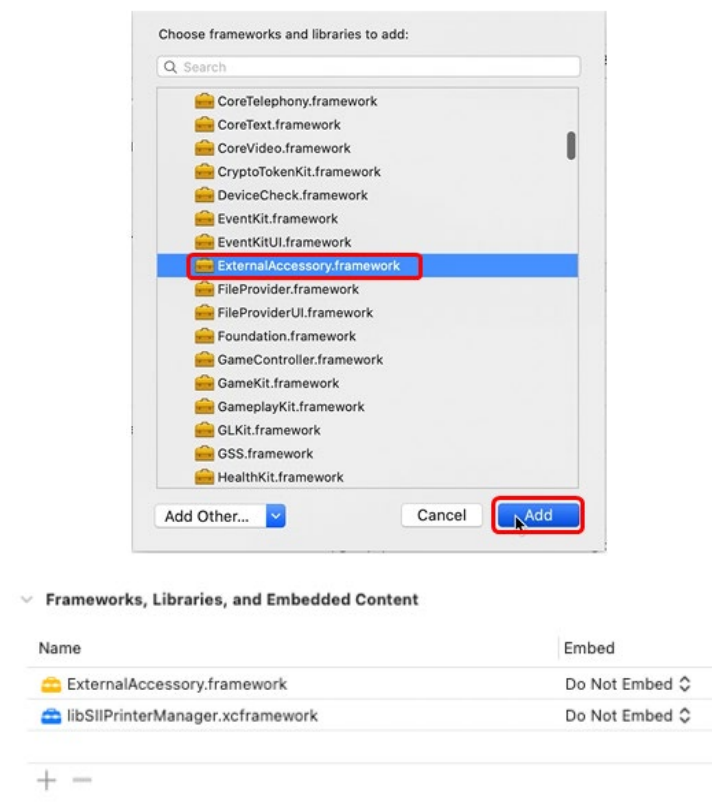 Choose frameworks and libraries to add:
Search
CoreTelephony.framework
CoreText.framework
CoreVideo.framework
CryptoTokenKit.framework
DeviceCheck.framework
EventKit.framework
EventKitUI.framework
ExternalAccessory.framework
FileProvider.framework
FileProviderUI.framework
Foundation.framework
GameController.framework
GameKit.framework
GameplayKit.framework
GLKit.framework
GSS.framework
HealthKit.framework
Add Other... Cancel Add
Frameworks, Libraries, and Embedded Content
Name Embed
ExternalAccessory.framework Do Not Embed
libSIIPrinterManager.xcframework Do Not Embed